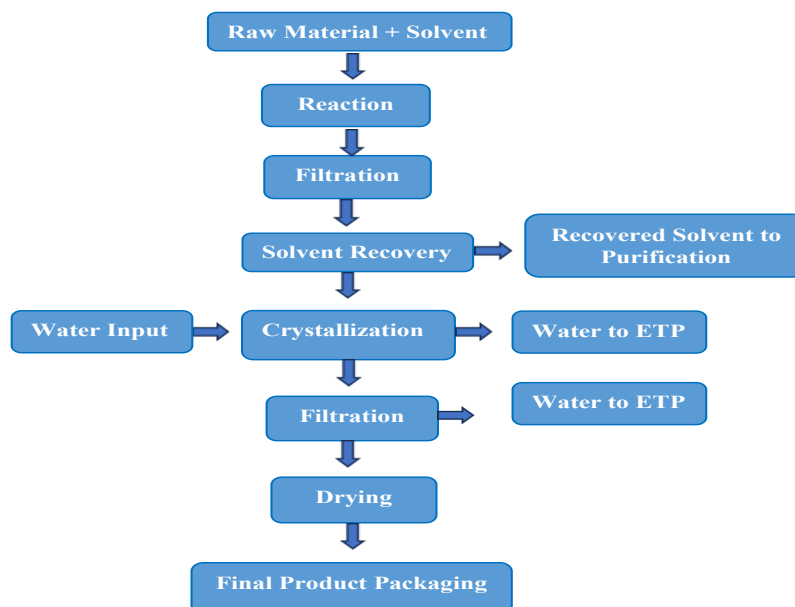 Raw Material + Solvent
Reaction
Filtration
Solvent Recovery
Recovered Solvent to
Purification
Water Input
Crystallization
Water to ETP
Filtration
Water to ETP
Drying
Final Product Packaging